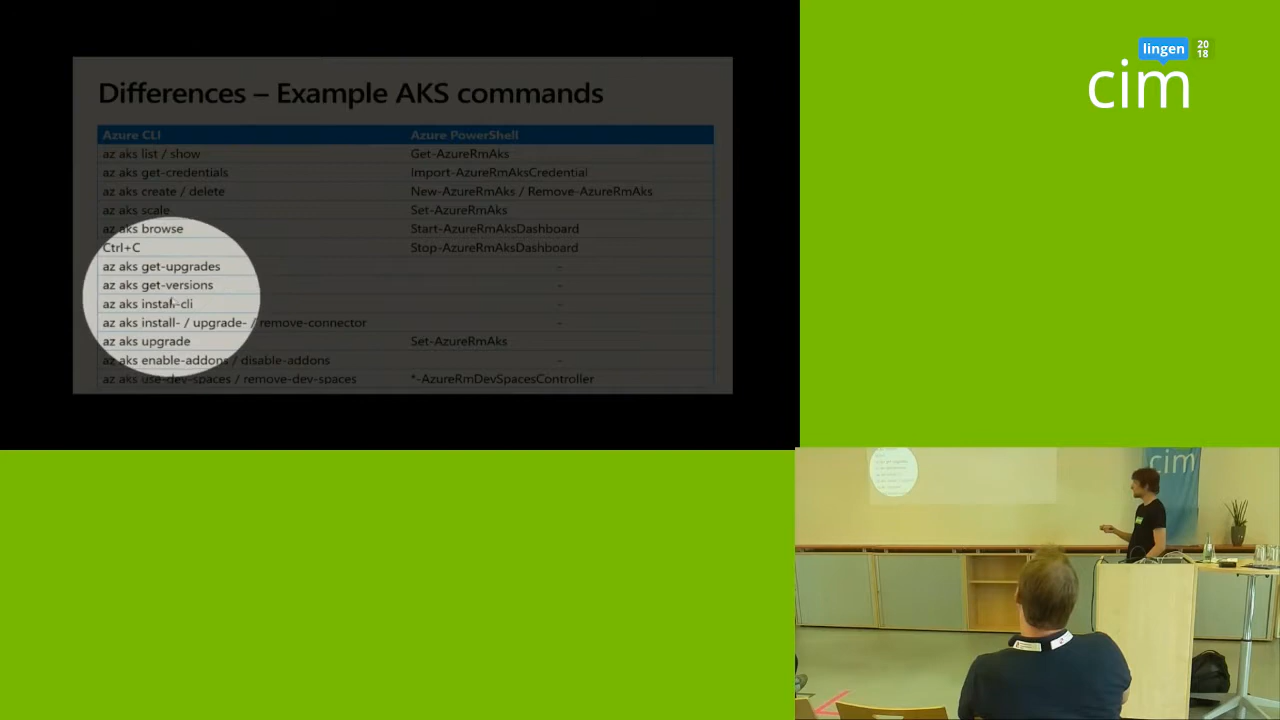 Differences – Example AKS commands
Azure CLI Azure PowerShell
az aks list / show Get-AzureRmAks
az aks get-credentials Import-AzureRmAksCredential
az aks create / delete New-AzureRmAks / Remove-AzureRmAks
az aks scale Set-AzureRmAks
az aks browse Start-AzureRmAksDashboard
Ctrl+C Stop-AzureRmAksDashboard
az aks get-upgrades -
az aks get-versions -
az aks install-cli -
az aks install- / upgrade- / remove-connector -
az aks upgrade Set-AzureRmAks
az aks enable-addons / disable-addons -
az aks use-dev-spaces / remove-dev-spaces *-AzureRmDevSpacesController
lingen
20
18
cim
cim